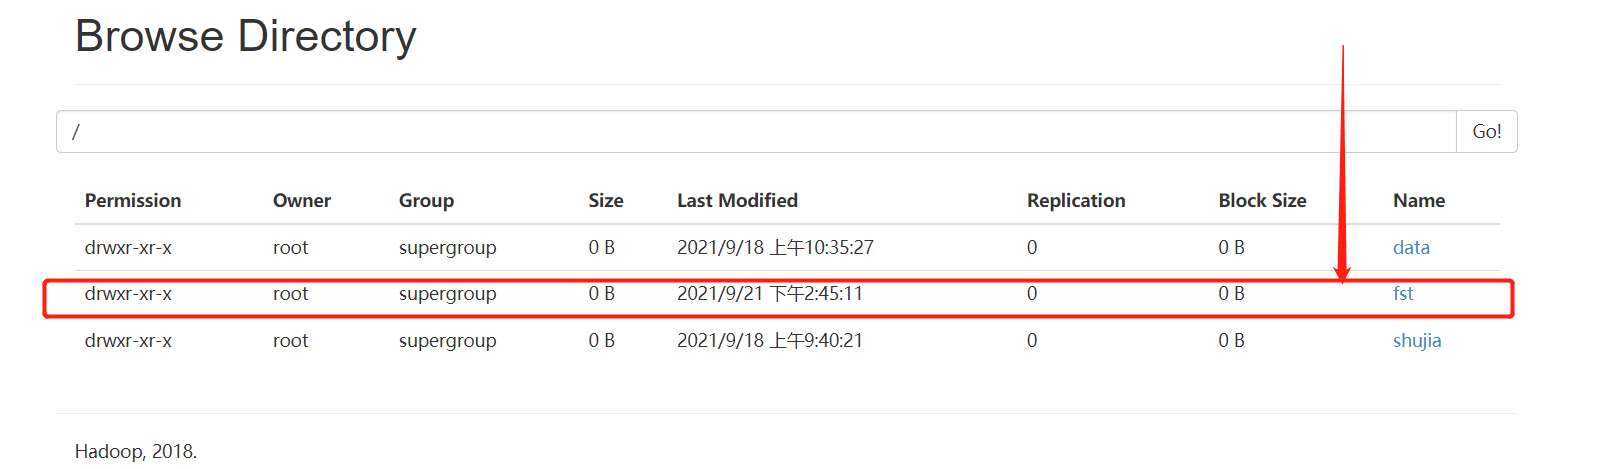 Browse Directory
/ Go!
Permission Owner Group Size Last Modified Replication Block Size Name
drwxr-xr-x root supergroup 0 B 2021/9/18 上午10:35:27 0 0 B data
drwxr-xr-x root supergroup 0 B 2021/9/21 下午2:45:11 0 0 B fst
drwxr-xr-x root supergroup 0 B 2021/9/18 上午9:40:21 0 0 B shujia
Hadoop, 2018.